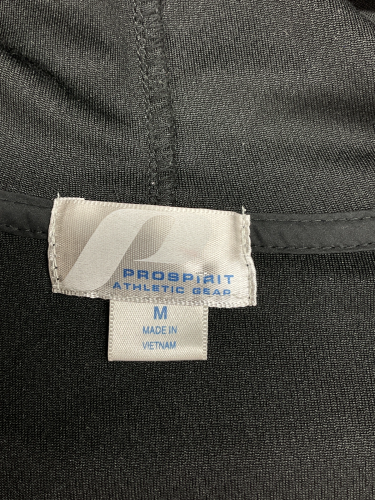 PROSPIRIT
ATHLETIC GEAR
M
MADE IN
VIETNAM